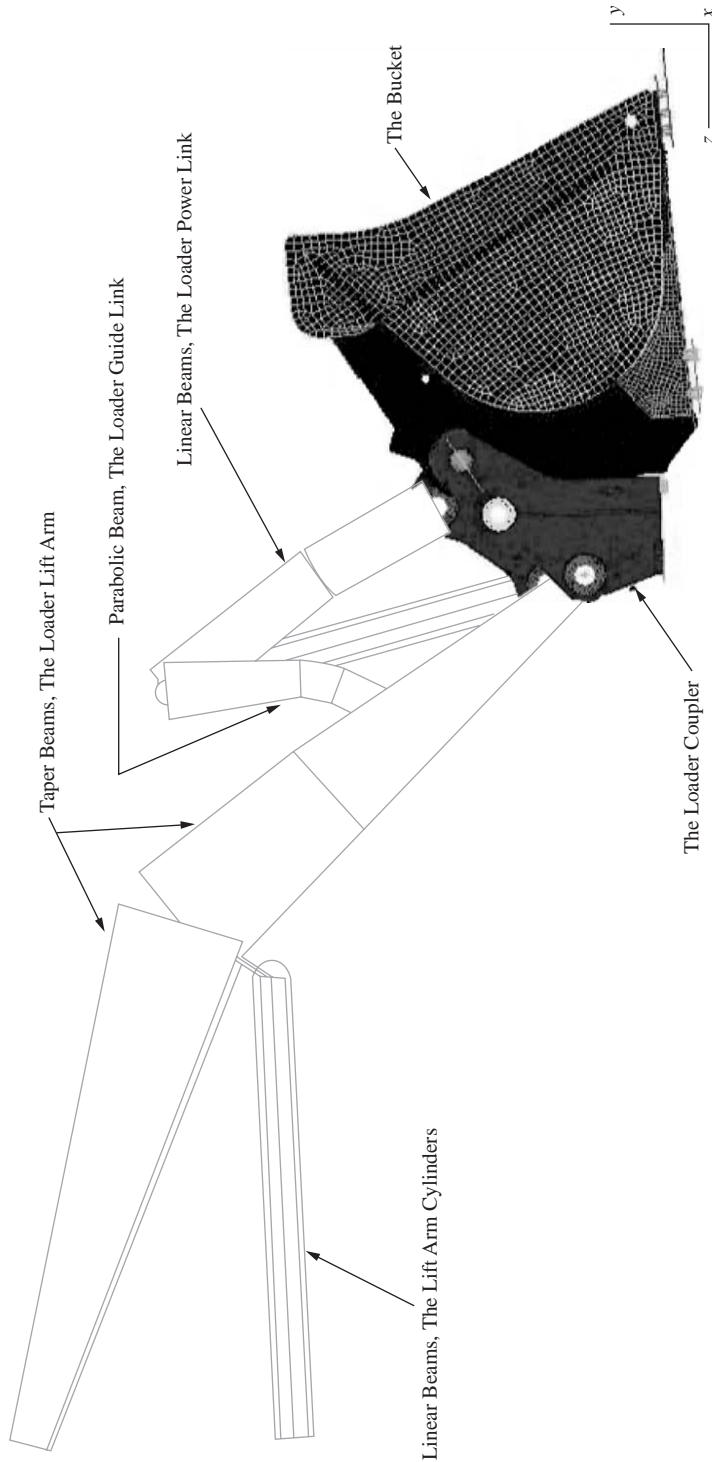 Taper Beams, The Loader Lift Arm
Parabolic Beam, The Loader Guide Link
Linear Beams, The Loader Power Link
The Bucket
Linear Beams, The Lift Arm Cylinders
The Loader Coupler
y
z
x